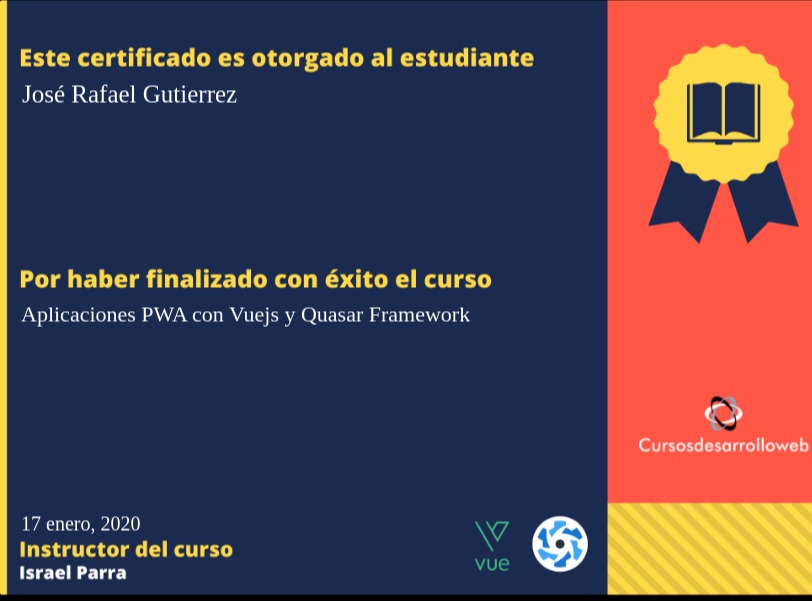 Este certificado es otorgado al estudiante
José Rafael Gutierrez
Por haber finalizado con éxito el curso
Aplicaciones PWA con Vuejs y Quasar Framework
Cursosdesarrolloweb
17 enero, 2020
Instructor del curso
Israel Parra
vue